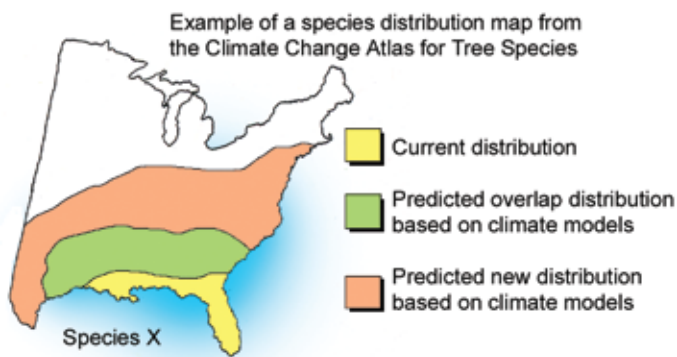 Example of a species distribution map from
the Climate Change Atlas for Tree Species
Current distribution
Predicted overlap distribution
based on climate models
Predicted new distribution
based on climate models
Species X